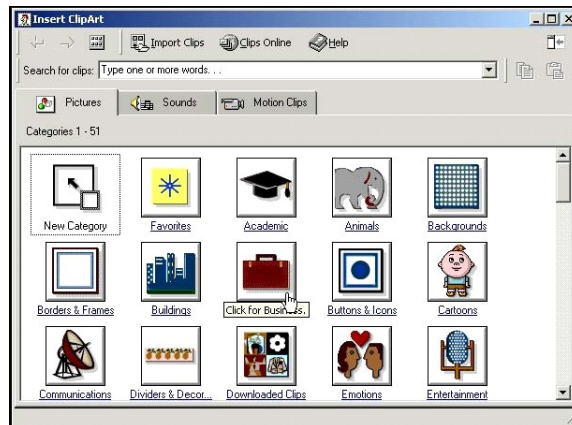 Insert ClipArt
Import Clips Clips Online Help
Search for clips: Type one or more words. . .
Pictures Sounds Motion Clips
Categories 1 - 51
New Category Favorites Academic Animals Backgrounds
Borders & Frames Buildings Click for Business. Buttons & Icons Cartoons
Communications Dividers & Decor... Downloaded Clips Emotions Entertainment